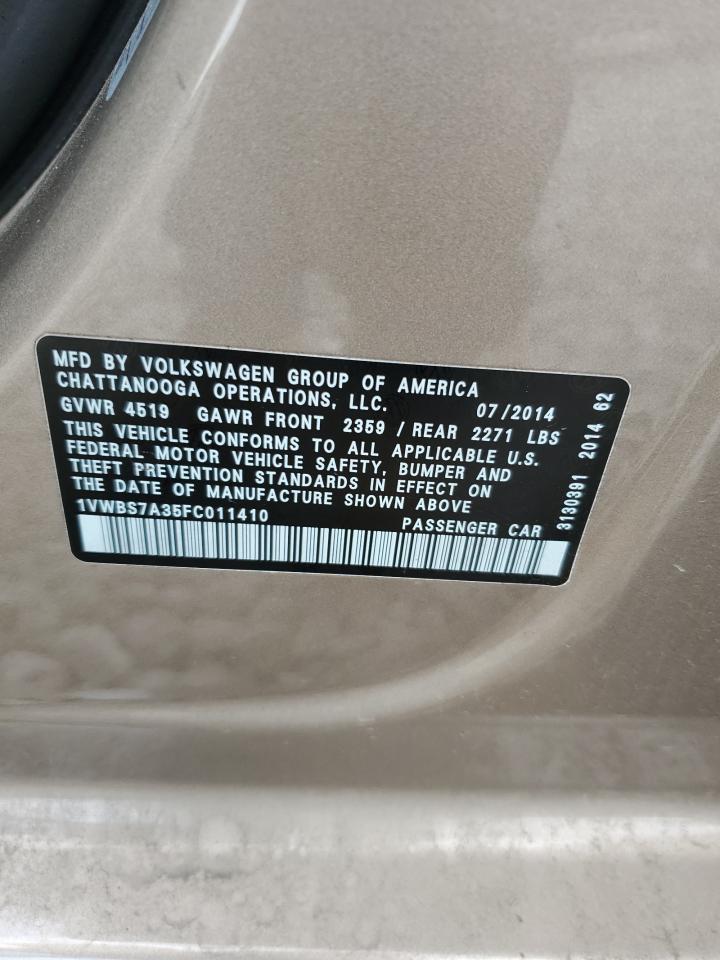 MFD BY VOLKSWAGEN GROUP OF AMERICA
CHATTANOOGA OPERATIONS, LLC. 07/2014
GVWR 4519 GAWR FRONT 2359 / REAR 2271 LBS
THIS VEHICLE CONFORMS TO ALL APPLICABLE U.S.
FEDERAL MOTOR VEHICLE SAFETY, BUMPER AND
THEFT PREVENTION STANDARDS IN EFFECT ON
THE DATE OF MANUFACTURE SHOWN ABOVE
1VWBS7A35FC011410 PASSENGER CAR
3130391 2014 62